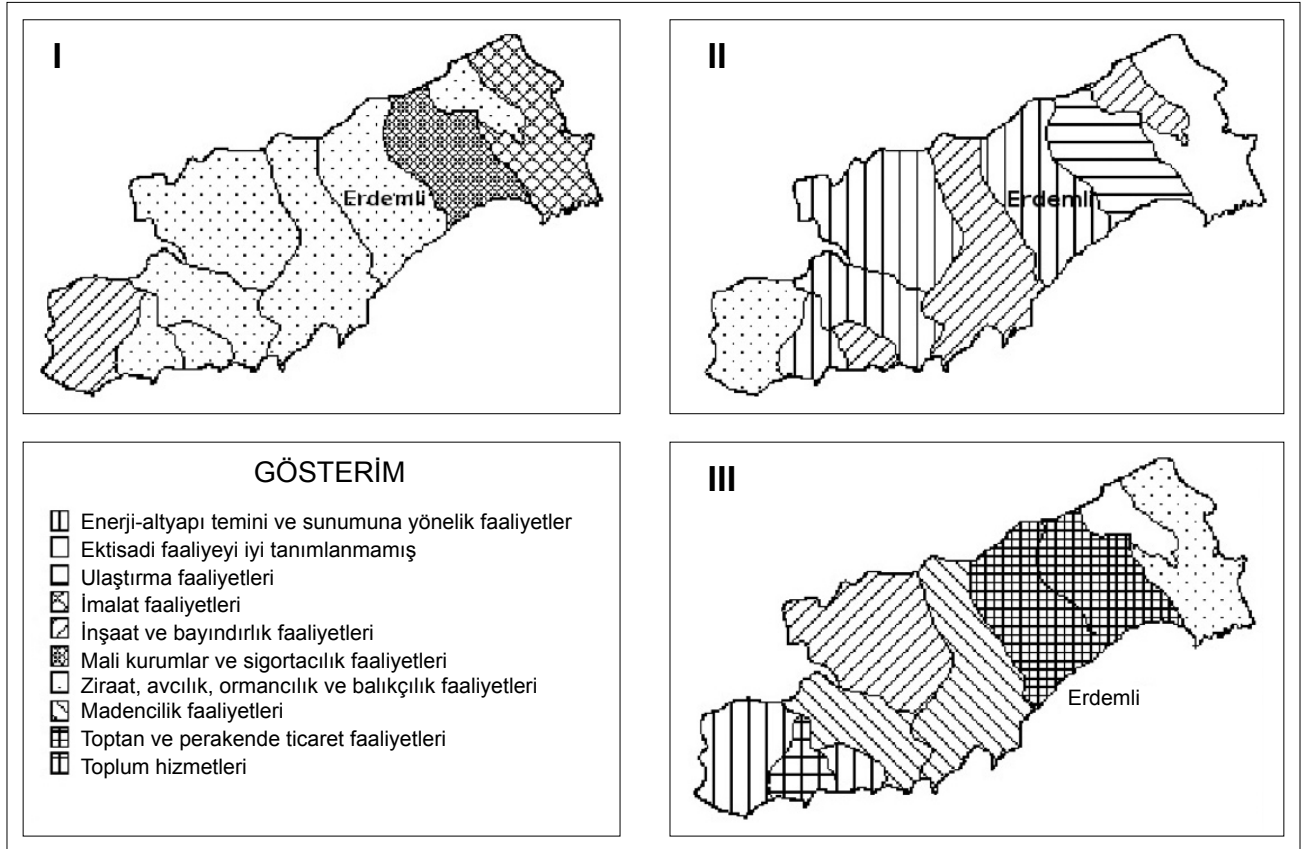 I
Erdemli
II
Erdemli
GÖSTERİM
Enerji-altyapı temini ve sunumuna yönelik faaliyetler
Ektisadi faaliyeyi iyi tanımlanmamış
Ulaştırma faaliyetleri
İmalat faaliyetleri
İnşaat ve bayındırlık faaliyetleri
Mali kurumlar ve sigortacılık faaliyetleri
Ziraat, avcılık, ormancılık ve balıkçılık faaliyetleri
Madencilik faaliyetleri
Toptan ve perakende ticaret faaliyetleri
Toplum hizmetleri
III
Erdemli